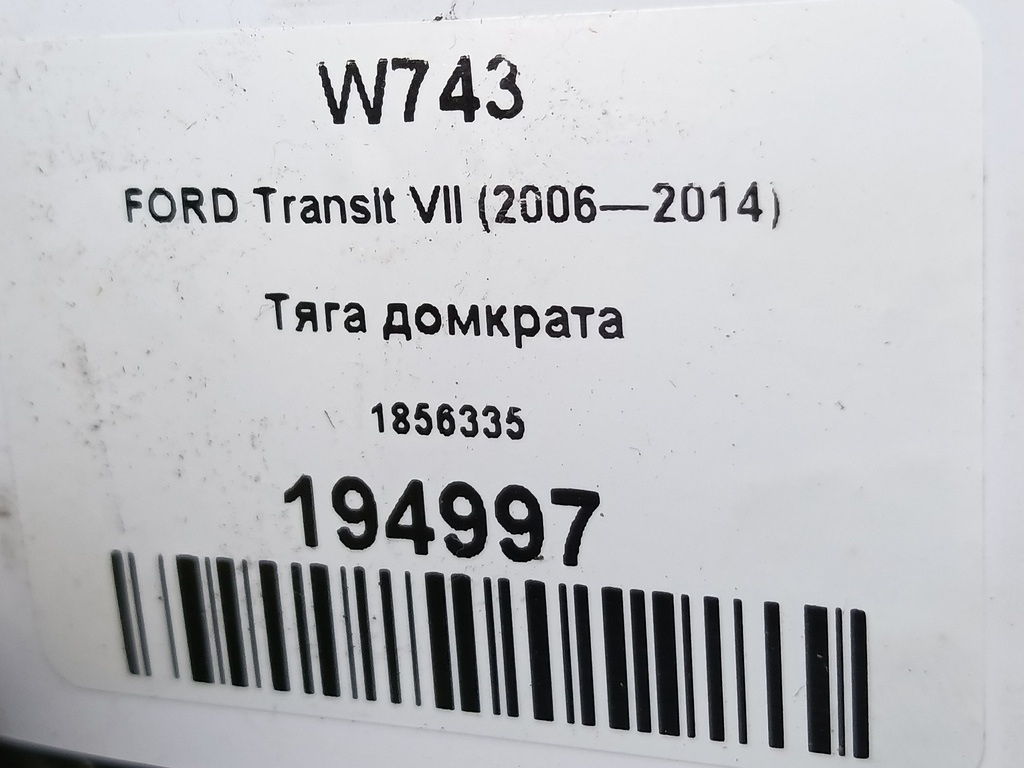 W743
FORD Transit VII (2006—2014)
Тяга домкрата
1856335
194997